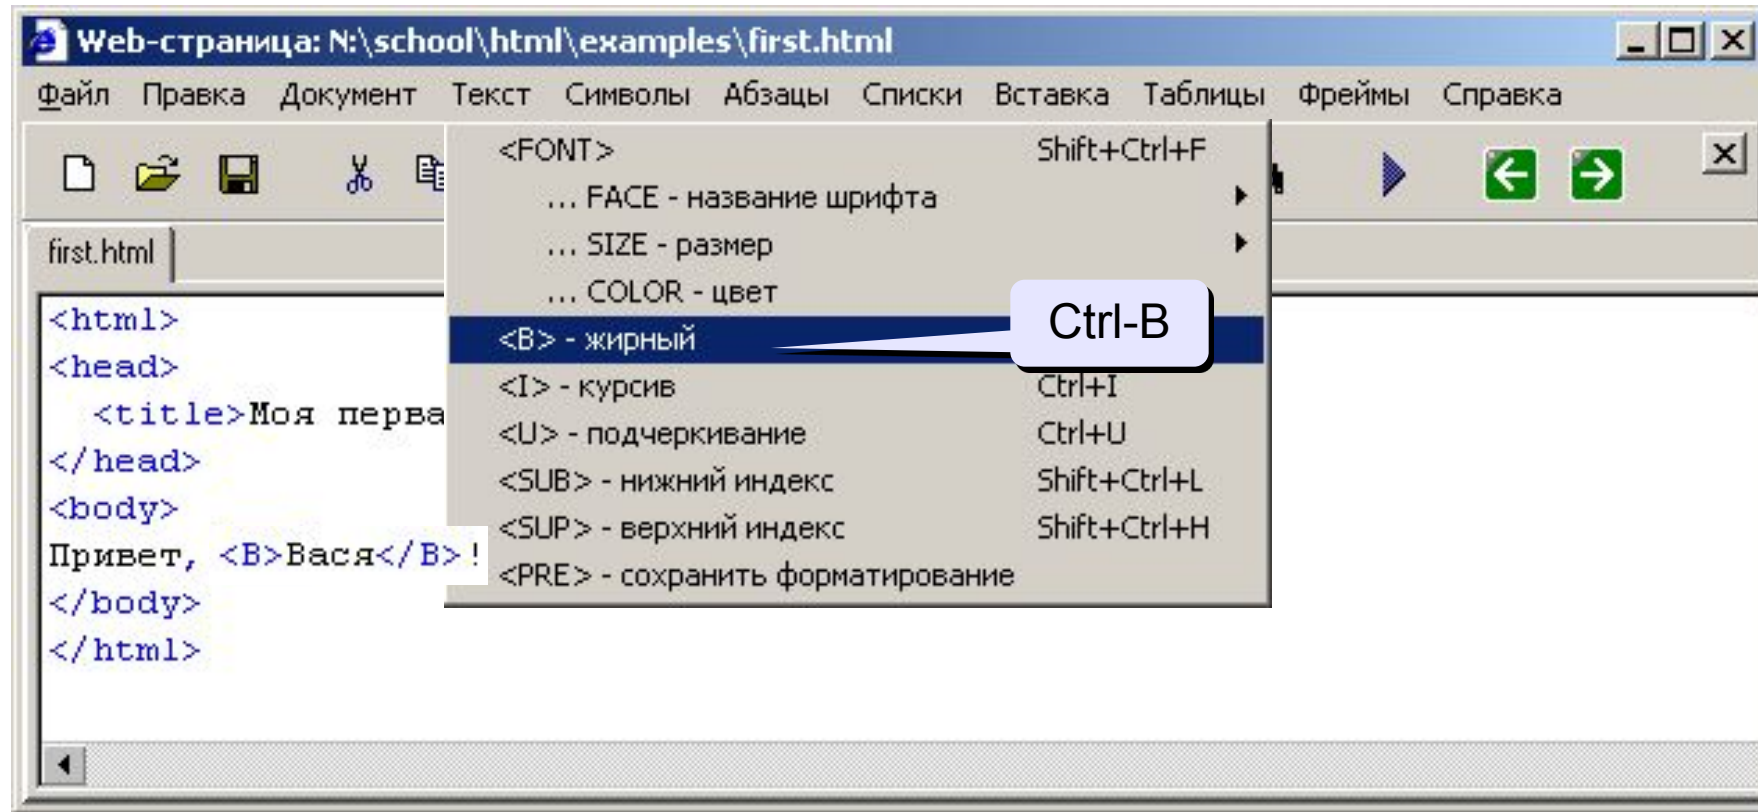 Web-страница: N:\school\html\examples\first.html
Файл Правка Документ Текст Символы Абзацы Списки Вставка Таблицы Фреймы Справка
<FONT> Shift+Ctrl+F
... FACE - название шрифта
... SIZE - размер
... COLOR - цвет
<B> - жирный
Ctrl-B
<I> - курсив Ctrl+I
<U> - подчеркивание Ctrl+U
<SUB> - нижний индекс Shift+Ctrl+L
<SUP> - верхний индекс Shift+Ctrl+H
<PRE> - сохранить форматирование
first.html
<html>
<head>
<title>Моя перва
</head>
<body>
Привет, <B>Вася</B>!
</body>
</html>